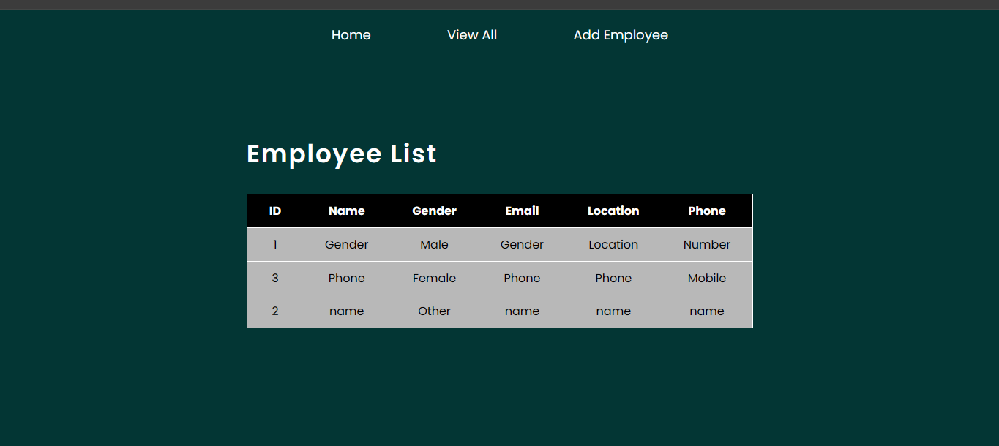 Home View All Add Employee
Employee List
ID Name Gender Email Location Phone
1 Gender Male Gender Location Number
3 Phone Female Phone Phone Mobile
2 name Other name name name